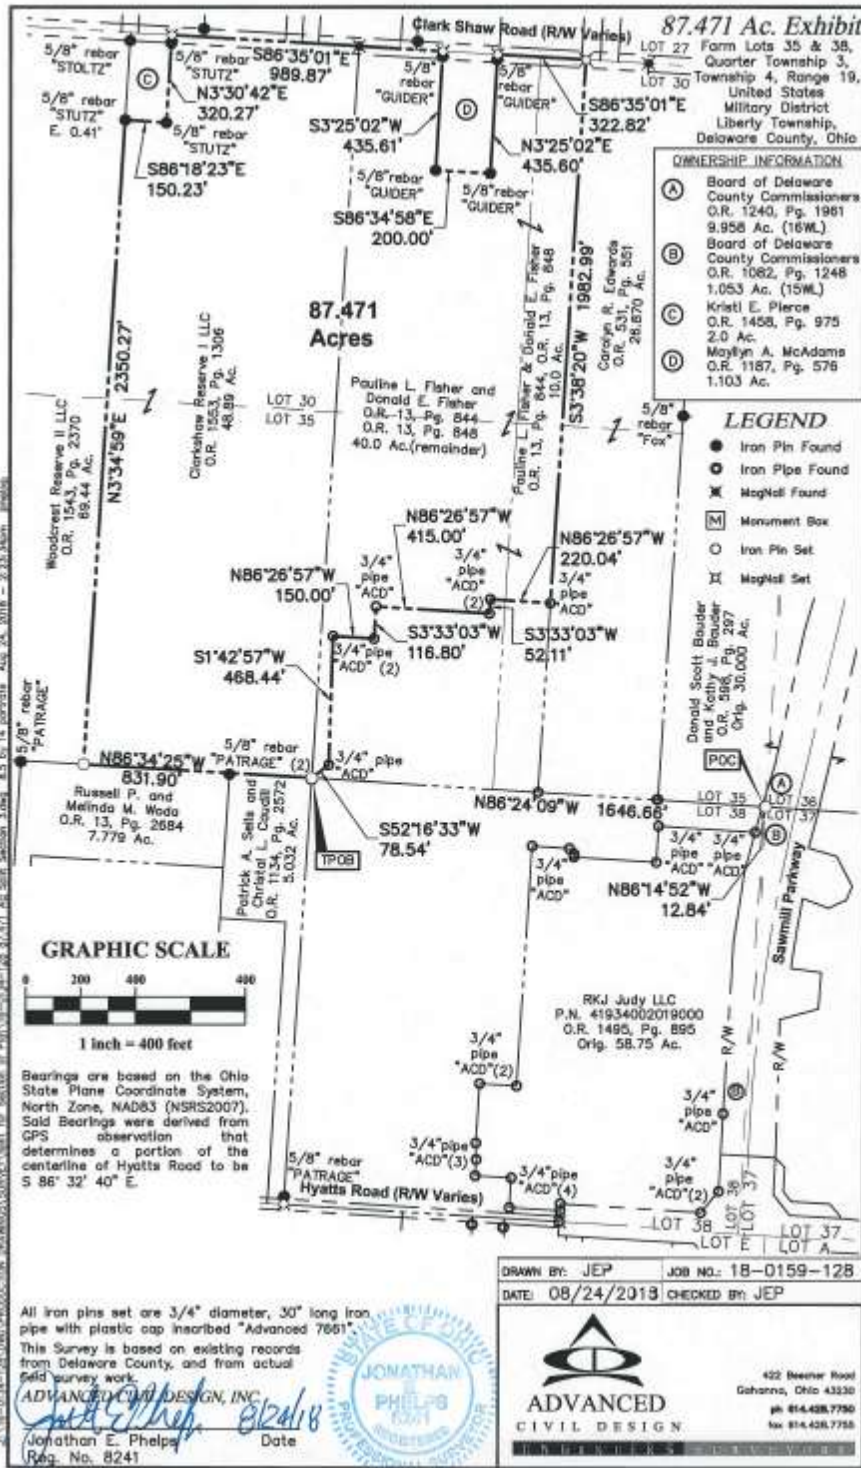 87.471 Ac. Exhibit
Farm Lots 35 & 38,
Quarter Township 3,
Township 4, Range 19,
United States
Military District
Liberty Township,
Delaware County, Ohio
Clark Shaw Road (R/W Varies)
LOT 27
LOT 30
5/8" rebar
"STOLTZ"
5/8" rebar
"STUTZ"
E. 0.41'
5/8" rebar
"STUTZ"
S86°35'01"E
989.87'
N3°30'42"E
320.27'
5/8" rebar
"STUTZ"
S86°18'23"E
150.23'
C
5/8"
rebar
"GUIDER"
D
5/8"
rebar
"GUIDER"
S86°35'01"E
322.82'
S3°25'02"W
435.61'
N3°25'02"E
435.60'
5/8"rebar
"GUIDER"
5/8"rebar
"GUIDER"
S86°34'58"E
200.00'
OWNERSHIP INFORMATION
A
Board of Delaware
County Commissioners
O.R. 1240, Pg. 1961
9.958 Ac. (16WL)
B
Board of Delaware
County Commissioners
O.R. 1082, Pg. 1248
1.053 Ac. (15WL)
C
Kristi E. Pierce
O.R. 1458, Pg. 975
2.0 Ac.
D
Mayllyn A. McAdams
O.R. 1187, Pg. 576
1.103 Ac.
87.471
Acres
N3°34'59"E 2350.27'
Woodcrest Reserve II LLC
O.R. 1543, Pg. 2370
69.44 Ac.
Clarkshaw Reserve I LLC
O.R. 1553, Pg. 1306
48.89 Ac.
LOT 30
LOT 35
Pauline L. Fisher and
Donald E. Fisher
O.R. 13, Pg. 844
O.R. 13, Pg. 848
40.0 Ac.(remainder)
Pauline L. Fisher & Donald E. Fisher
O.R. 13, Pg. 844, O.R. 13, Pg. 848
10.0 Ac.
S3°38'20"W 1982.99'
Carolyn R. Edwards
O.R. 531, Pg. 551
26.870 Ac.
5/8"
rebar
"Fox"
LEGEND
Iron Pin Found
Iron Pipe Found
MagNail Found
M Monument Box
Iron Pin Set
MagNail Set
N86°26'57"W
415.00'
N86°26'57"W
220.04'
N86°26'57"W
150.00'
3/4"
pipe
"ACD"
3/4"
pipe
"ACD"
(2)
3/4"
pipe
"ACD"
S3°33'03"W
52.11'
S3°33'03"W
116.80'
3/4"pipe
"ACD" (2)
S1°42'57"W
468.44'
Donald Scott Bauder
and Kathy J. Bauder
O.R. 598, Pg. 297
Orig. 30.000 Ac.
POC
A
5/8" rebar
"PATRAGE"
N86°34'25"W
831.90'
5/8" rebar
"PATRAGE" (2)
3/4" pipe
"ACD"
Russell P. and
Melinda M. Woda
O.R. 13, Pg. 2684
7.779 Ac.
Patrick A. Sells and
Christal L. Caudill
O.R. 1134, Pg. 2572
5.032 Ac.
TPOB
S52°16'33"W
78.54'
N86°24'09"W 1646.66'
LOT 35
LOT 38
LOT 36
LOT 37
B
3/4"
pipe
"ACD"
3/4"
pipe
"ACD"
3/4"
pipe
"ACD"
N86°14'52"W
12.84'
Sawmill Parkway
GRAPHIC SCALE
0 200 400 400
1 inch = 400 feet
RKJ Judy LLC
P.N. 41934002019000
O.R. 1495, Pg. 895
Orig. 58.75 Ac.
Bearings are based on the Ohio
State Plane Coordinate System,
North Zone, NAD83 (NSRS2007).
Said Bearings were derived from
GPS observation that
determines a portion of the
centerline of Hyatts Road to be
S 86° 32' 40" E.
3/4"
pipe
"ACD"(2)
R/W
R/W
B
3/4"
pipe
"ACD"
3/4"pipe
"ACD"(3)
5/8" rebar
"PATRAGE"
3/4"pipe
"ACD"(4)
3/4"
pipe
"ACD"(2)
Hyatts Road (R/W Varies)
LOT 38
LOT 37
LOT 38
LOT 37
LOT E
LOT A
DRAWN BY: JEP JOB NO.: 18-0159-128
DATE: 08/24/2018 CHECKED BY: JEP
All iron pins set are 3/4" diameter, 30" long iron
pipe with plastic cap inscribed "Advanced 7661".
This Survey is based on existing records
from Delaware County, and from actual
field survey work.
ADVANCED CIVIL DESIGN, INC.
8/24/18
Jonathan E. Phelps Date
Reg. No. 8241
STATE OF OHIO
JONATHAN
E
PHELPS
8241
REGISTERED
PROFESSIONAL SURVEYOR
ADVANCED
CIVIL DESIGN
ENGINEERS SURVEYORS
422 Beecher Road
Gahanna, Ohio 43230
ph 614.428.7750
fax 614.428.7755